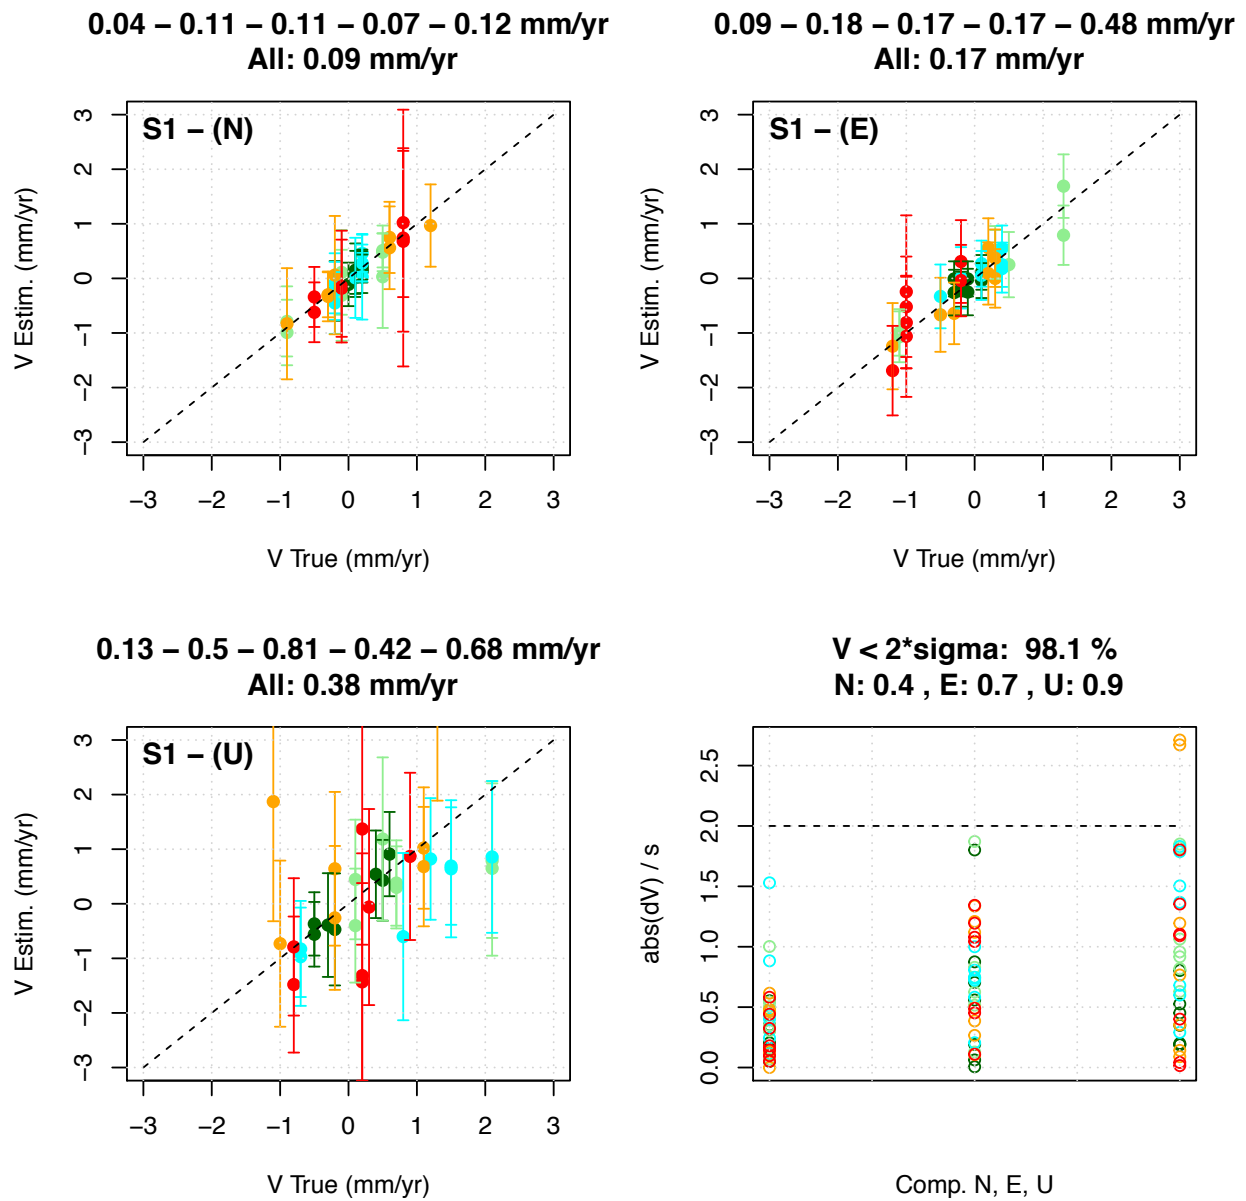 0.04 – 0.11 – 0.11 – 0.07 – 0.12 mm/yr
All: 0.09 mm/yr
S1 – (N)
V Estim. (mm/yr)
3
2
1
0
−1
−2
−3
−3 −2 −1 0 1 2 3
V True (mm/yr)
0.09 – 0.18 – 0.17 – 0.17 – 0.48 mm/yr
All: 0.17 mm/yr
S1 – (E)
V Estim. (mm/yr)
3
2
1
0
−1
−2
−3
−3 −2 −1 0 1 2 3
V True (mm/yr)
0.13 – 0.5 – 0.81 – 0.42 – 0.68 mm/yr
All: 0.38 mm/yr
S1 – (U)
V Estim. (mm/yr)
3
2
1
0
−1
−2
−3
−3 −2 −1 0 1 2 3
V True (mm/yr)
V < 2*sigma: 98.1 %
N: 0.4 , E: 0.7 , U: 0.9
abs(dV) / s
2.5
2.0
1.5
1.0
0.5
0.0
Comp. N, E, U